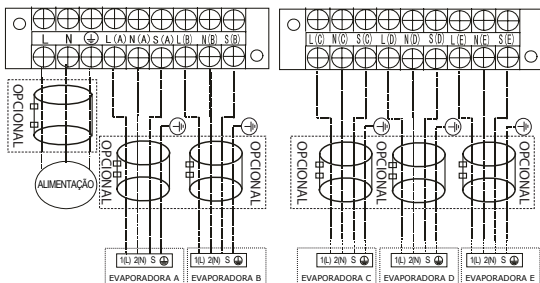 L N L(A) N(A) S(A) L(B) N(B) S(B)
L(C) N(C) S(C) L(D) N(D) S(D) L(E) N(E) S(E)
OPCIONAL
ALIMENTAÇÃO
OPCIONAL
OPCIONAL
OPCIONAL
OPCIONAL
OPCIONAL
1(L) 2(N) S
1(L) 2(N) S
1(L) 2(N) S
1(L) 2(N) S
1(L) 2(N) S
EVAPORADORA A
EVAPORADORA B
EVAPORADORA C
EVAPORADORA D
EVAPORADORA E